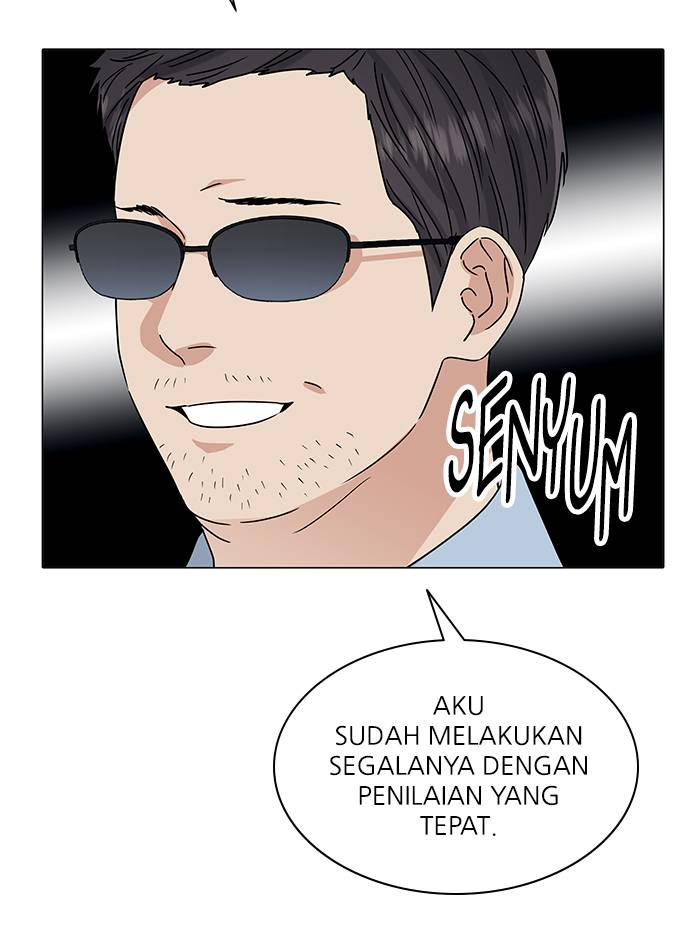 SENYUM
AKU
SUDAH MELAKUKAN
SEGALANYA DENGAN
PENILAIAN YANG
TEPAT.